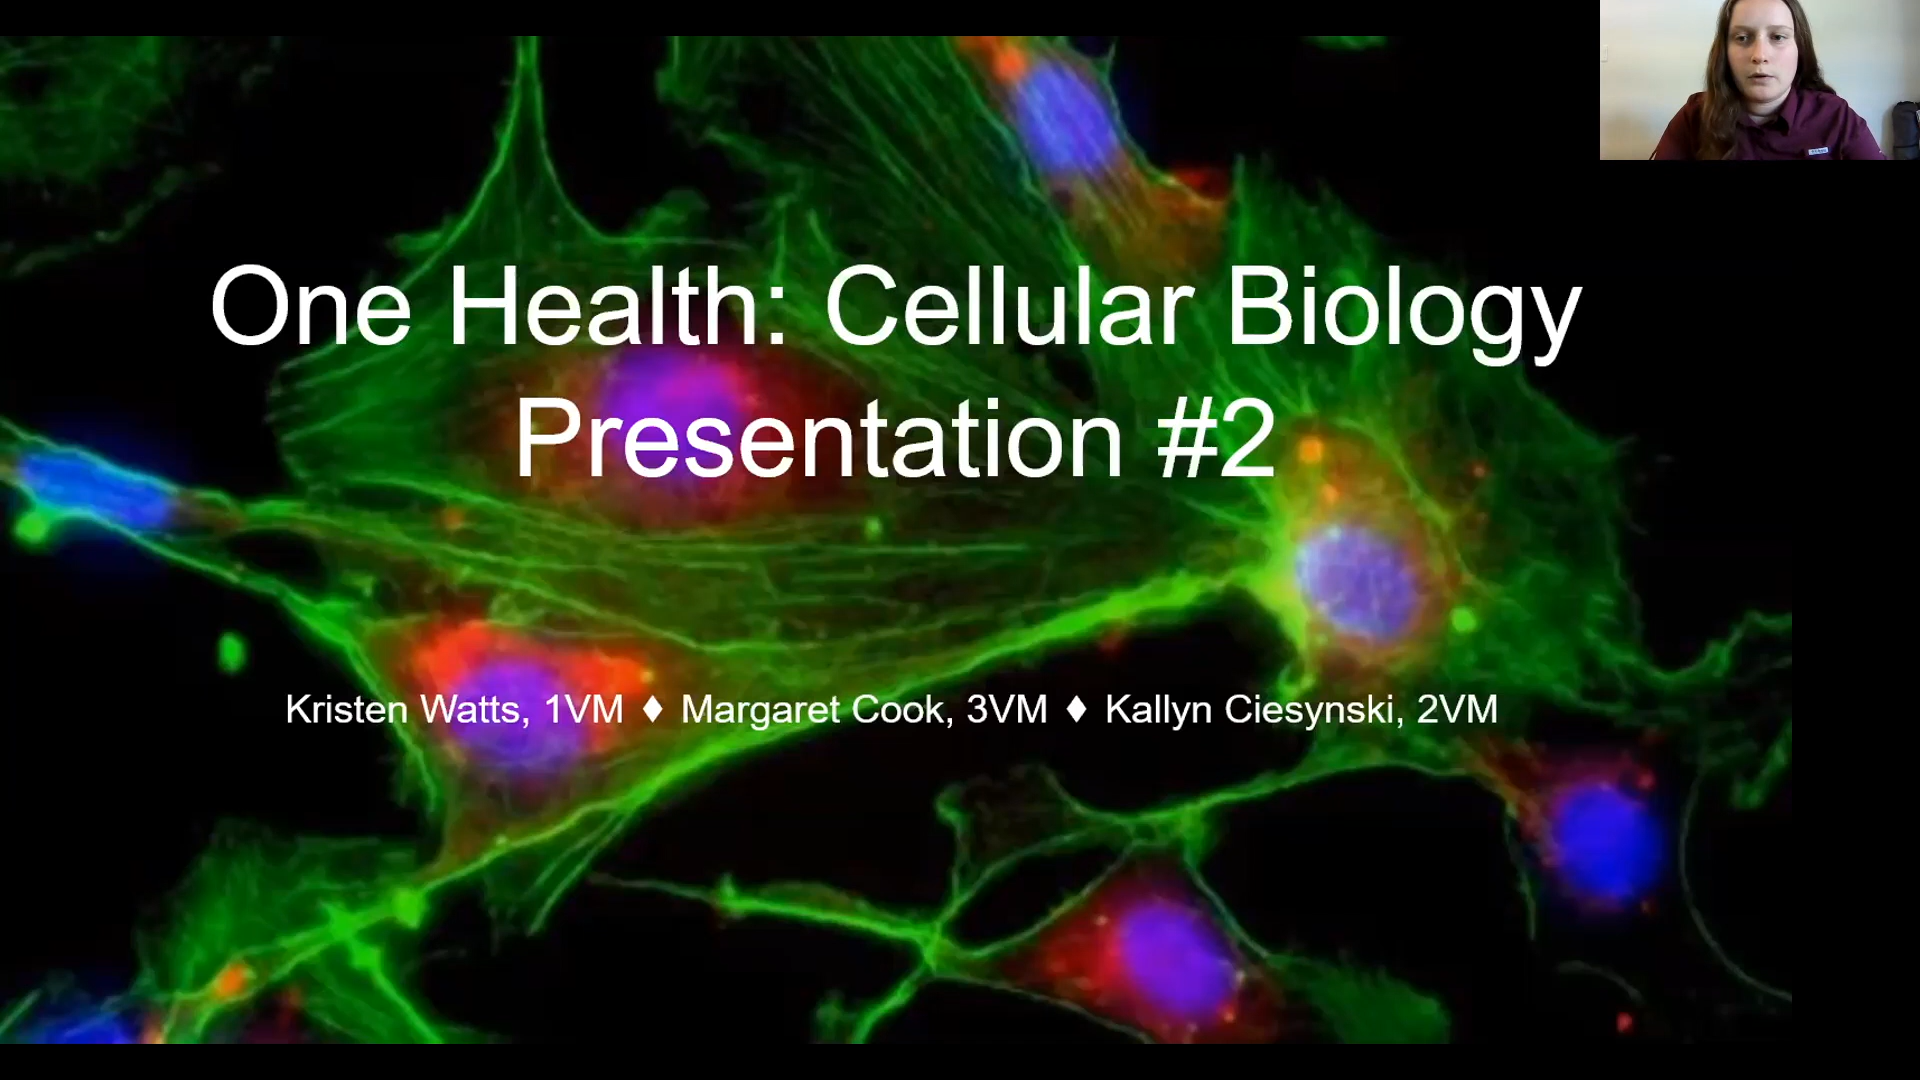 One Health: Cellular Biology
Presentation #2
Kristen Watts, 1VM ♦ Margaret Cook, 3VM ♦ Kallyn Ciesynski, 2VM